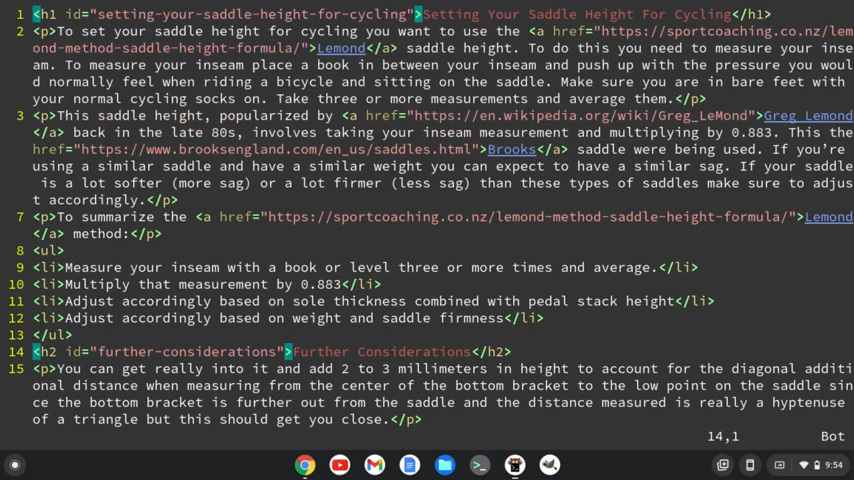 1 <h1 id="setting-your-saddle-height-for-cycling">Setting Your Saddle Height For Cycling</h1>
2 <p>To set your saddle height for cycling you want to use the <a href="https://sportcoaching.co.nz/lem
ond-method-saddle-height-formula/">Lemond</a> saddle height. To do this you need to measure your inse
am. To measure your inseam place a book in between your inseam and push up with the pressure you woul
d normally feel when riding a bicycle and sitting on the saddle. Make sure you are in bare feet with
your normal cycling socks on. Take three or more measurements and average them.</p>
3 <p>This saddle height, popularized by <a href="https://en.wikipedia.org/wiki/Greg_LeMond">Greg Lemond
</a> back in the late 80s, involves taking your inseam measurement and multiplying by 0.883. This the
href="https://www.brooksengland.com/en_us/saddles.html">Brooks</a> saddle were being used. If you’re
using a similar saddle and have a similar weight you can expect to have a similar sag. If your saddle
is a lot softer (more sag) or a lot firmer (less sag) than these types of saddles make sure to adjus
t accordingly.</p>
7 <p>To summarize the <a href="https://sportcoaching.co.nz/lemond-method-saddle-height-formula/">Lemond
</a> method:</p>
8 <ul>
9 <li>Measure your inseam with a book or level three or more times and average.</li>
10 <li>Multiply that measurement by 0.883</li>
11 <li>Adjust accordingly based on sole thickness combined with pedal stack height</li>
12 <li>Adjust accordingly based on weight and saddle firmness</li>
13 </ul>
14 <h2 id="further-considerations">Further Considerations</h2>
15 <p>You can get really into it and add 2 to 3 millimeters in height to account for the diagonal additi
onal distance when measuring from the center of the bottom bracket to the low point on the saddle sin
ce the bottom bracket is further out from the saddle and the distance measured is really a hyptenuse
of a triangle but this should get you close.</p>
14,1 Bot
9:54